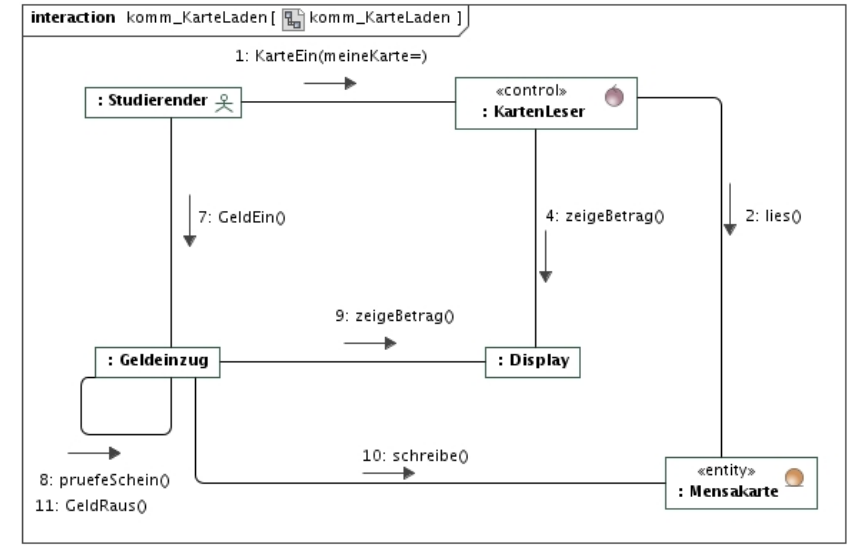 interaction komm_KarteLaden [ komm_KarteLaden ]
1: KarteEin(meineKarte=)
: Studierender
«control»
: KartenLeser
7: GeldEin()
4: zeigeBetrag()
2: lies()
9: zeigeBetrag()
: Geldeinzug
: Display
10: schreibe()
8: pruefeSchein()
11: GeldRaus()
«entity»
: Mensakarte